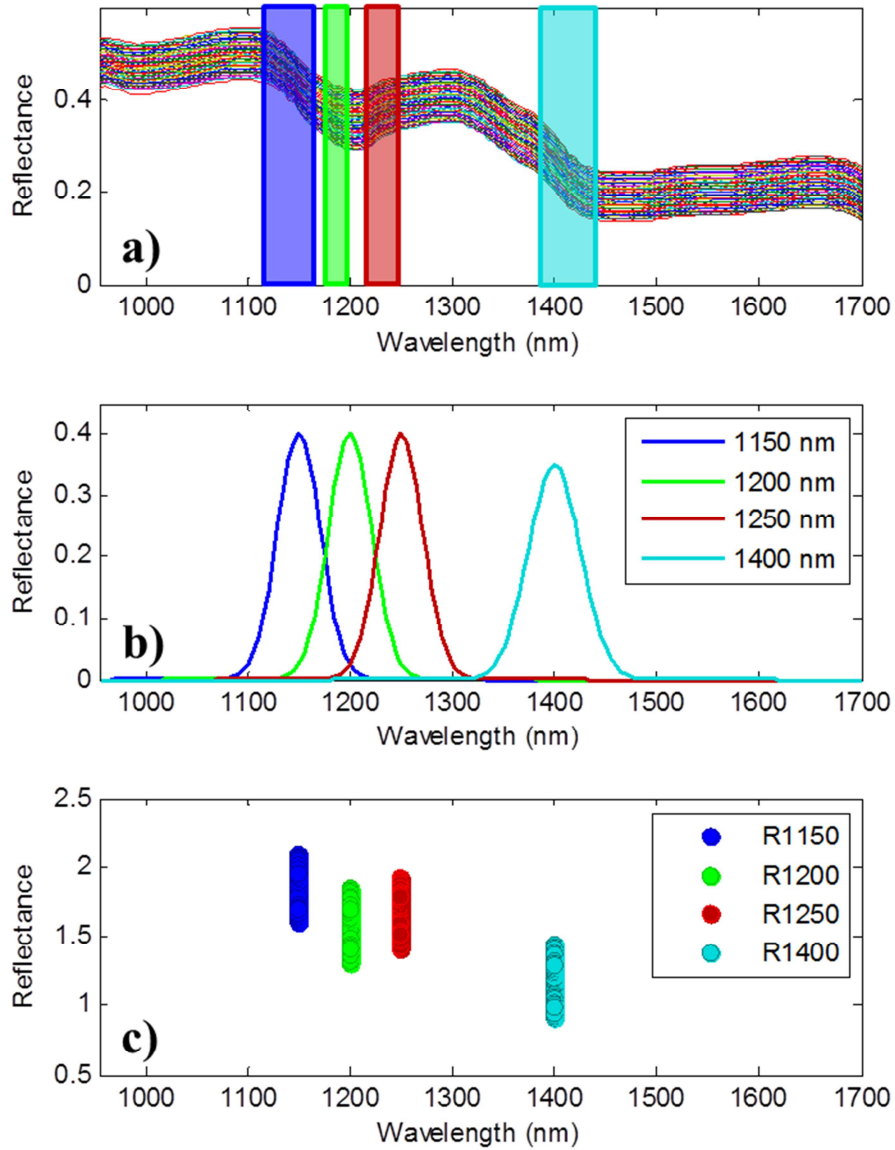 Reflectance
0.4
0.2
0
a)
1000 1100 1200 1300 1400 1500 1600 1700
Wavelength (nm)
Reflectance
0.4
0.3
0.2
0.1
0
b)
1150 nm
1200 nm
1250 nm
1400 nm
1000 1100 1200 1300 1400 1500 1600 1700
Wavelength (nm)
Reflectance
2.5
2
1.5
1
0.5
c)
R1150
R1200
R1250
R1400
1000 1100 1200 1300 1400 1500 1600 1700
Wavelength (nm)